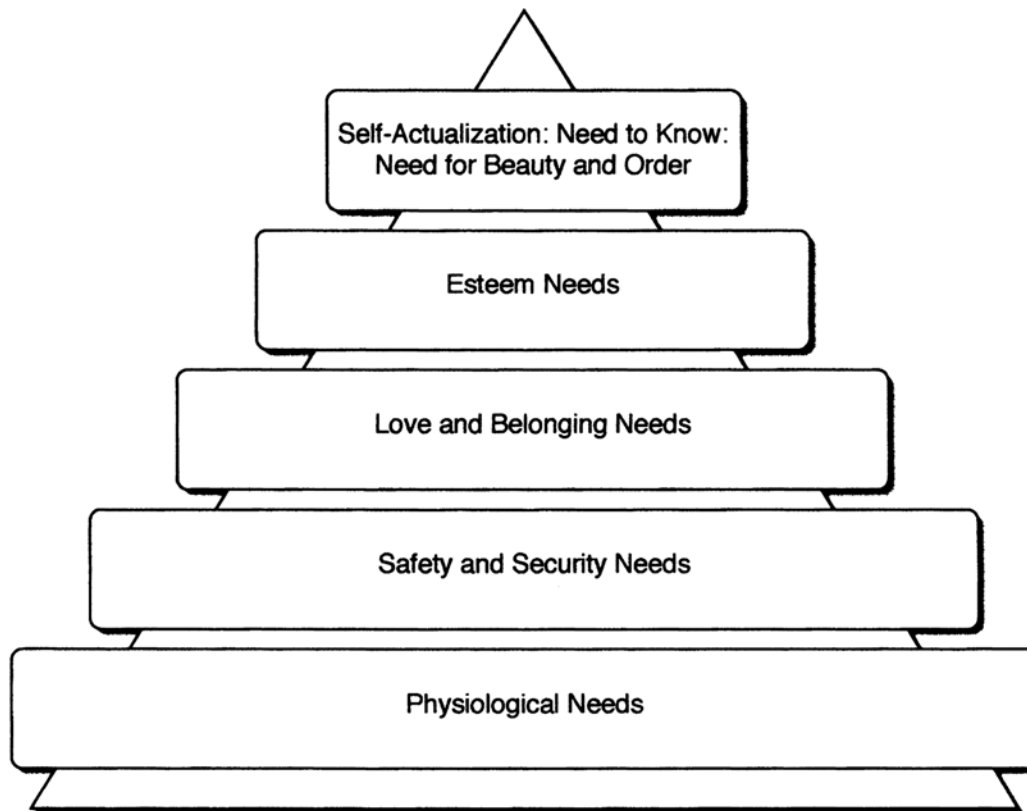 Self-Actualization: Need to Know:
Need for Beauty and Order
Esteem Needs
Love and Belonging Needs
Safety and Security Needs
Physiological Needs